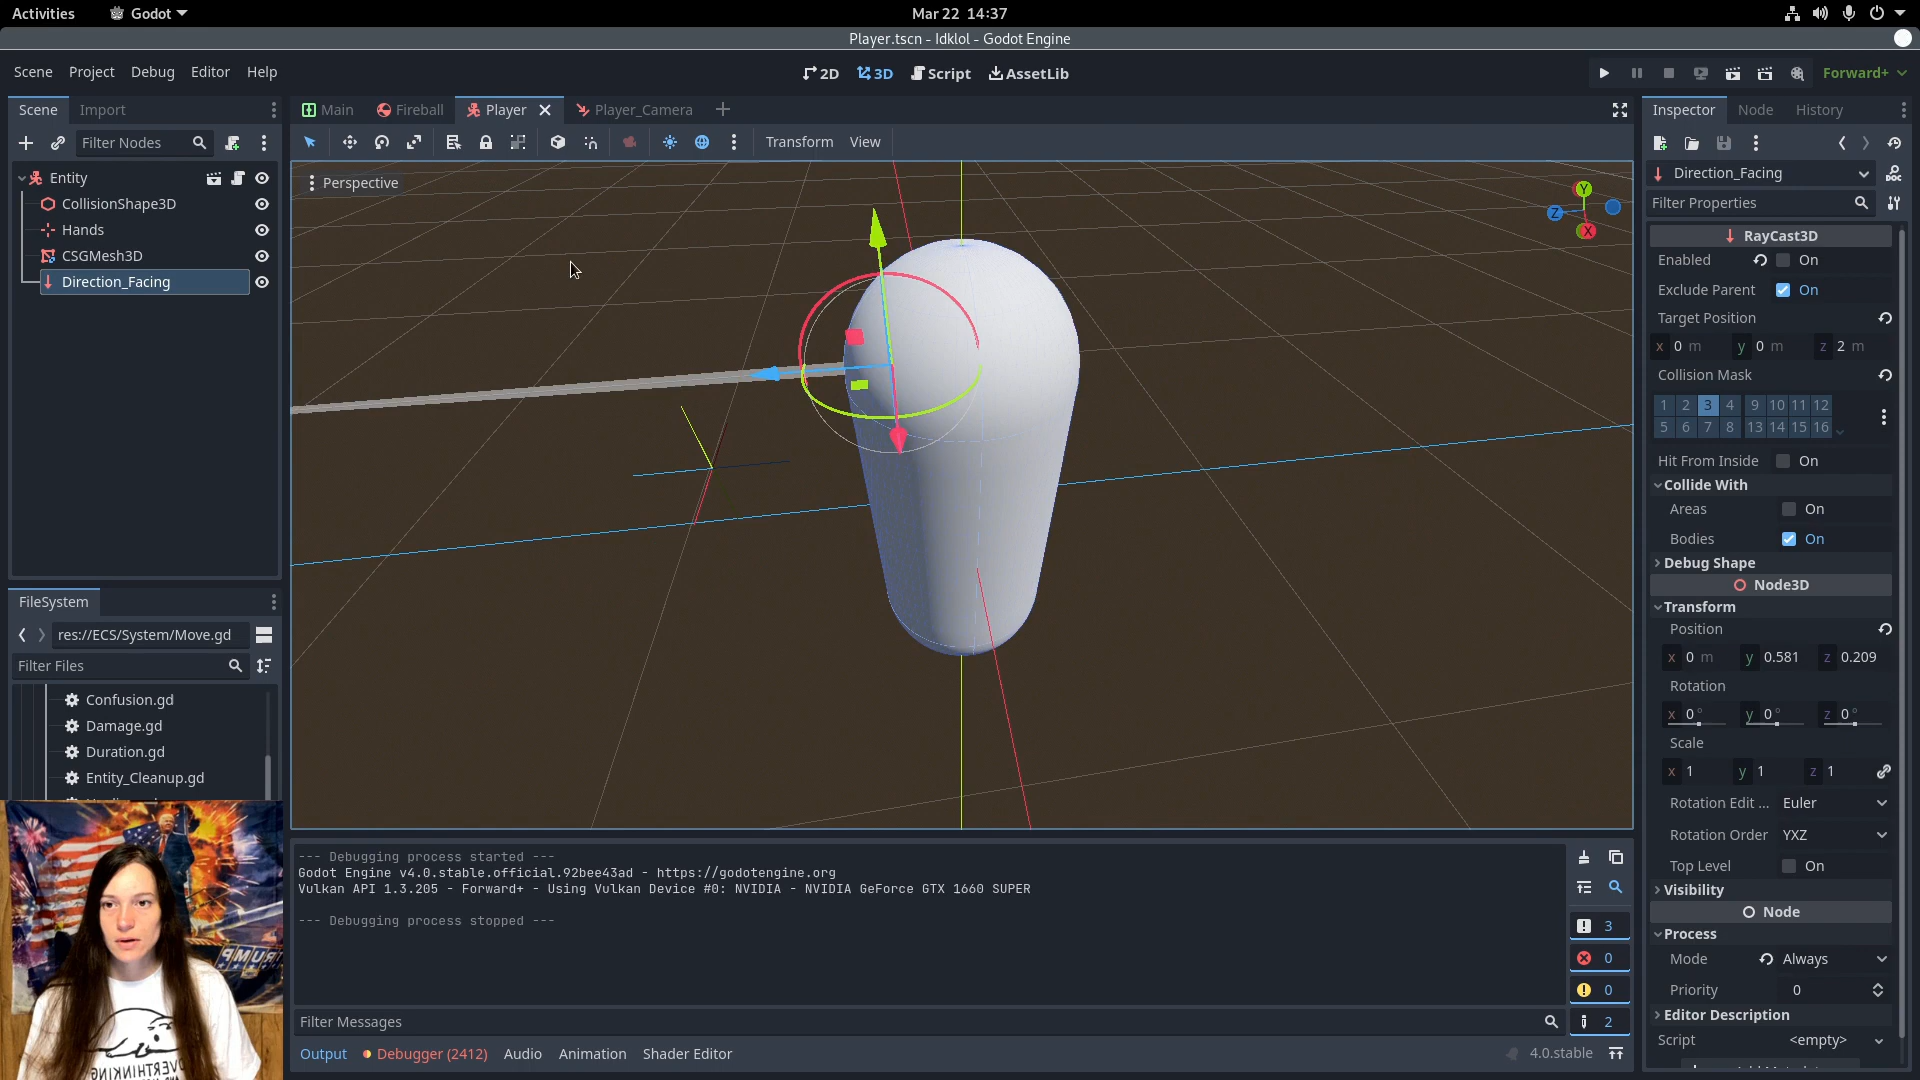 Activities
Godot
Mar 22 14:37
Player.tscn - Idklol - Godot Engine
Scene Project Debug Editor Help
2D 3D Script AssetLib
Forward+
Scene Import
Main Fireball Player Player_Camera
Inspector Node History
Filter Nodes
Transform View
Entity
CollisionShape3D
Hands
CSGMesh3D
Direction_Facing
Perspective
Y
Z
X
Direction_Facing
DOC
Filter Properties
RayCast3D
Enabled On
Exclude Parent On
Target Position
x 0 m y 0 m z 2 m
Collision Mask
1 2 3 4 9 10 11 12
5 6 7 8 13 14 15 16
Hit From Inside On
Collide With
Areas On
Bodies On
Debug Shape
Node3D
Transform
Position
x 0 m y 0.581 z 0.209
Rotation
x 0 ° y 0 ° z 0 °
Scale
x 1 y 1 z 1
Rotation Edit ... Euler
Rotation Order YXZ
Top Level On
Visibility
Node
Process
Mode Always
Priority 0
Editor Description
Script <empty>
FileSystem
res://ECS/System/Move.gd
Filter Files
Confusion.gd
Damage.gd
Duration.gd
Entity_Cleanup.gd
--- Debugging process started ---
Godot Engine v4.0.stable.official.92bee43ad - https://godotengine.org
Vulkan API 1.3.205 - Forward+ - Using Vulkan Device #0: NVIDIA - NVIDIA GeForce GTX 1660 SUPER
--- Debugging process stopped ---
3
0
0
2
Filter Messages
Output Debugger (2412) Audio Animation Shader Editor
4.0.stable
TRUMP
OVERTHINKING